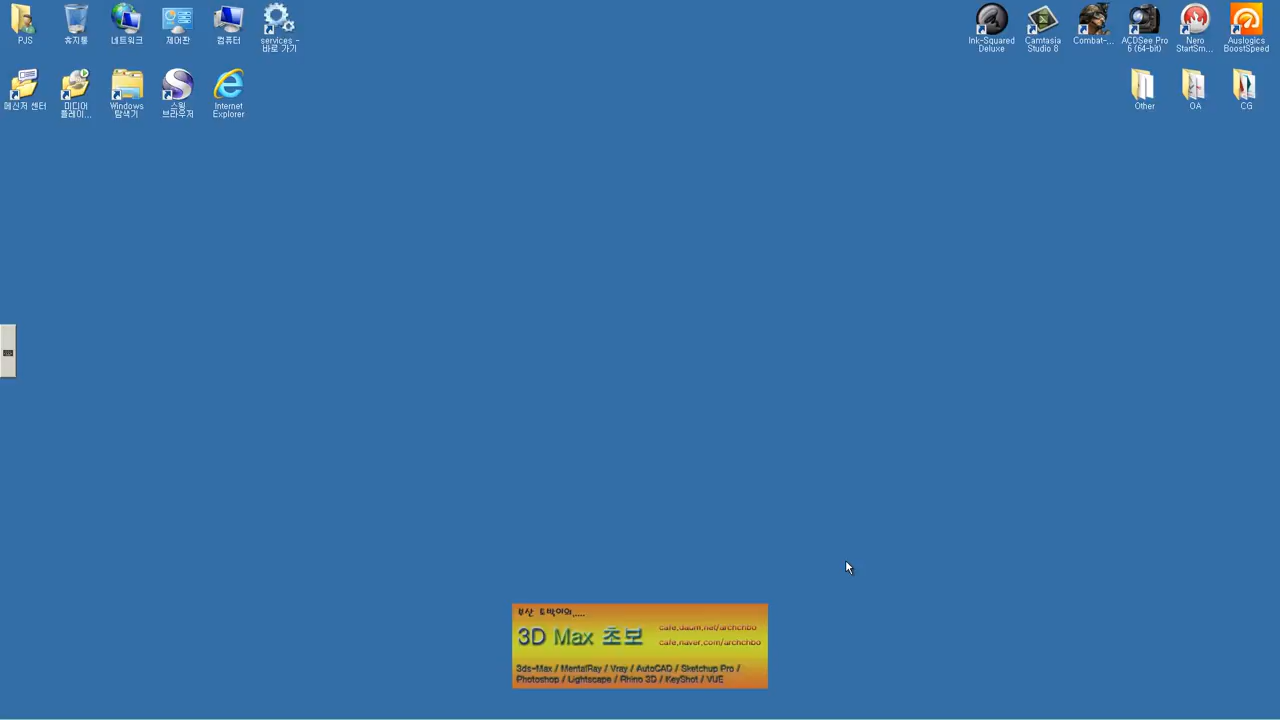 PJS
휴지통
네트워크
제어판
컴퓨터
services -
바로 가기
Ink-Squared
Deluxe
Camtasia
Studio 8
Combat-...
ACDSee Pro
6 (64-bit)
Nero
StartSm...
Auslogics
BoostSpeed
메신저 센터
미디어
플레이...
Windows
탐색기
스윙
브라우저
Internet
Explorer
Other
OA
CG
부산 토박이의,....
3D Max 초보
cafe.daum.net/archchbo
cafe.naver.com/archchbo
3ds-Max / MentalRay / Vray / AutoCAD / Sketchup Pro /
Photoshop / Lightscape / Rhino 3D / KeyShot / VUE